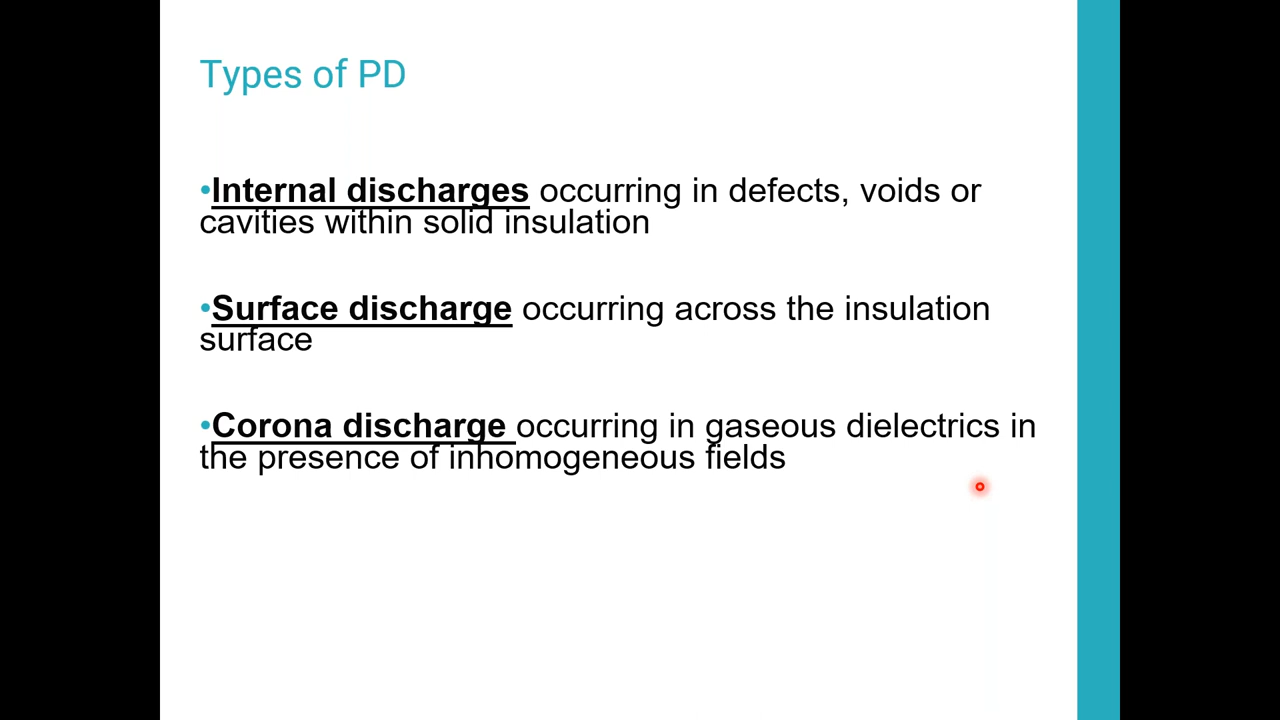 Types of PD
•Internal discharges occurring in defects, voids or
cavities within solid insulation
•Surface discharge occurring across the insulation
surface
•Corona discharge occurring in gaseous dielectrics in
the presence of inhomogeneous fields